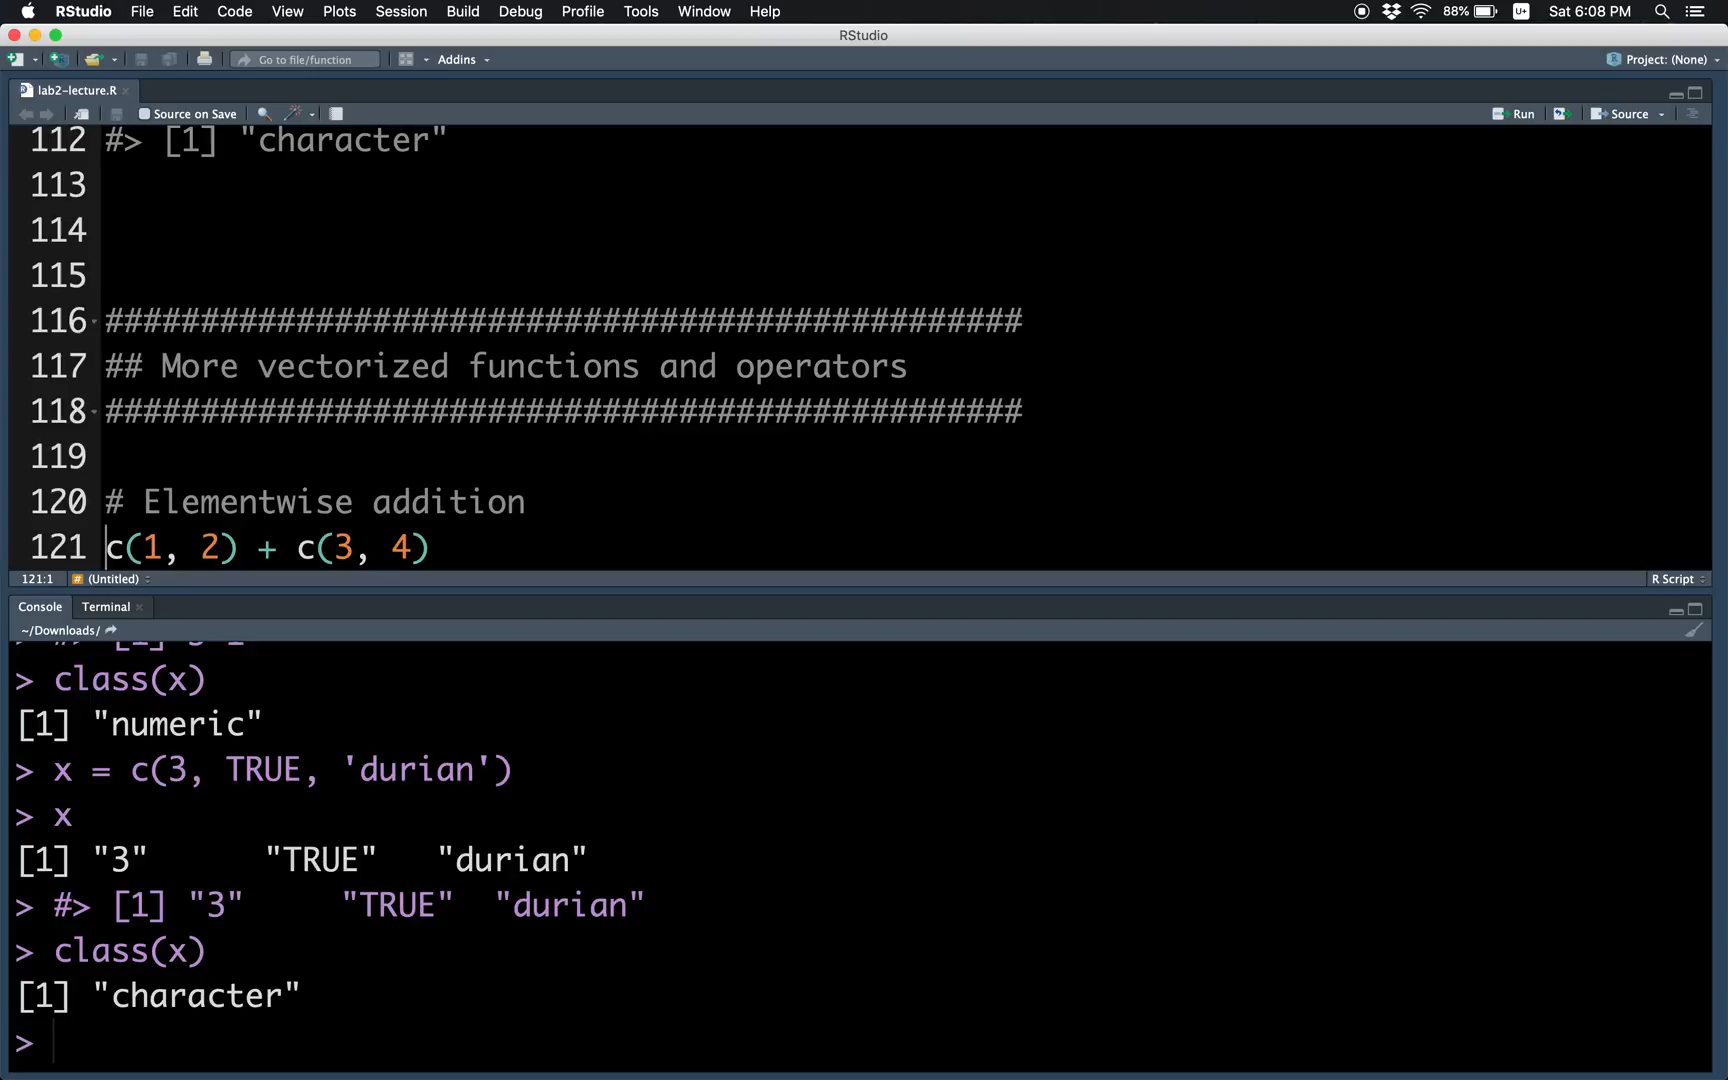 RStudio File Edit Code View Plots Session Build Debug Profile Tools Window Help 88% U+ Sat 6:08 PM
RStudio
Go to file/function Addins Project: (None)
lab2-lecture.R
Source on Save Run Source
112 #> [1] "character"
113
114
115
116 ################################################
117 ## More vectorized functions and operators
118 ################################################
119
120 # Elementwise addition
121 c(1, 2) + c(3, 4)
121:1 # (Untitled) R Script
Console Terminal
~/Downloads/
> class(x)
[1] "numeric"
> x = c(3, TRUE, 'durian')
> x
[1] "3"      "TRUE"   "durian"
> #> [1] "3"     "TRUE"  "durian"
> class(x)
[1] "character"
>